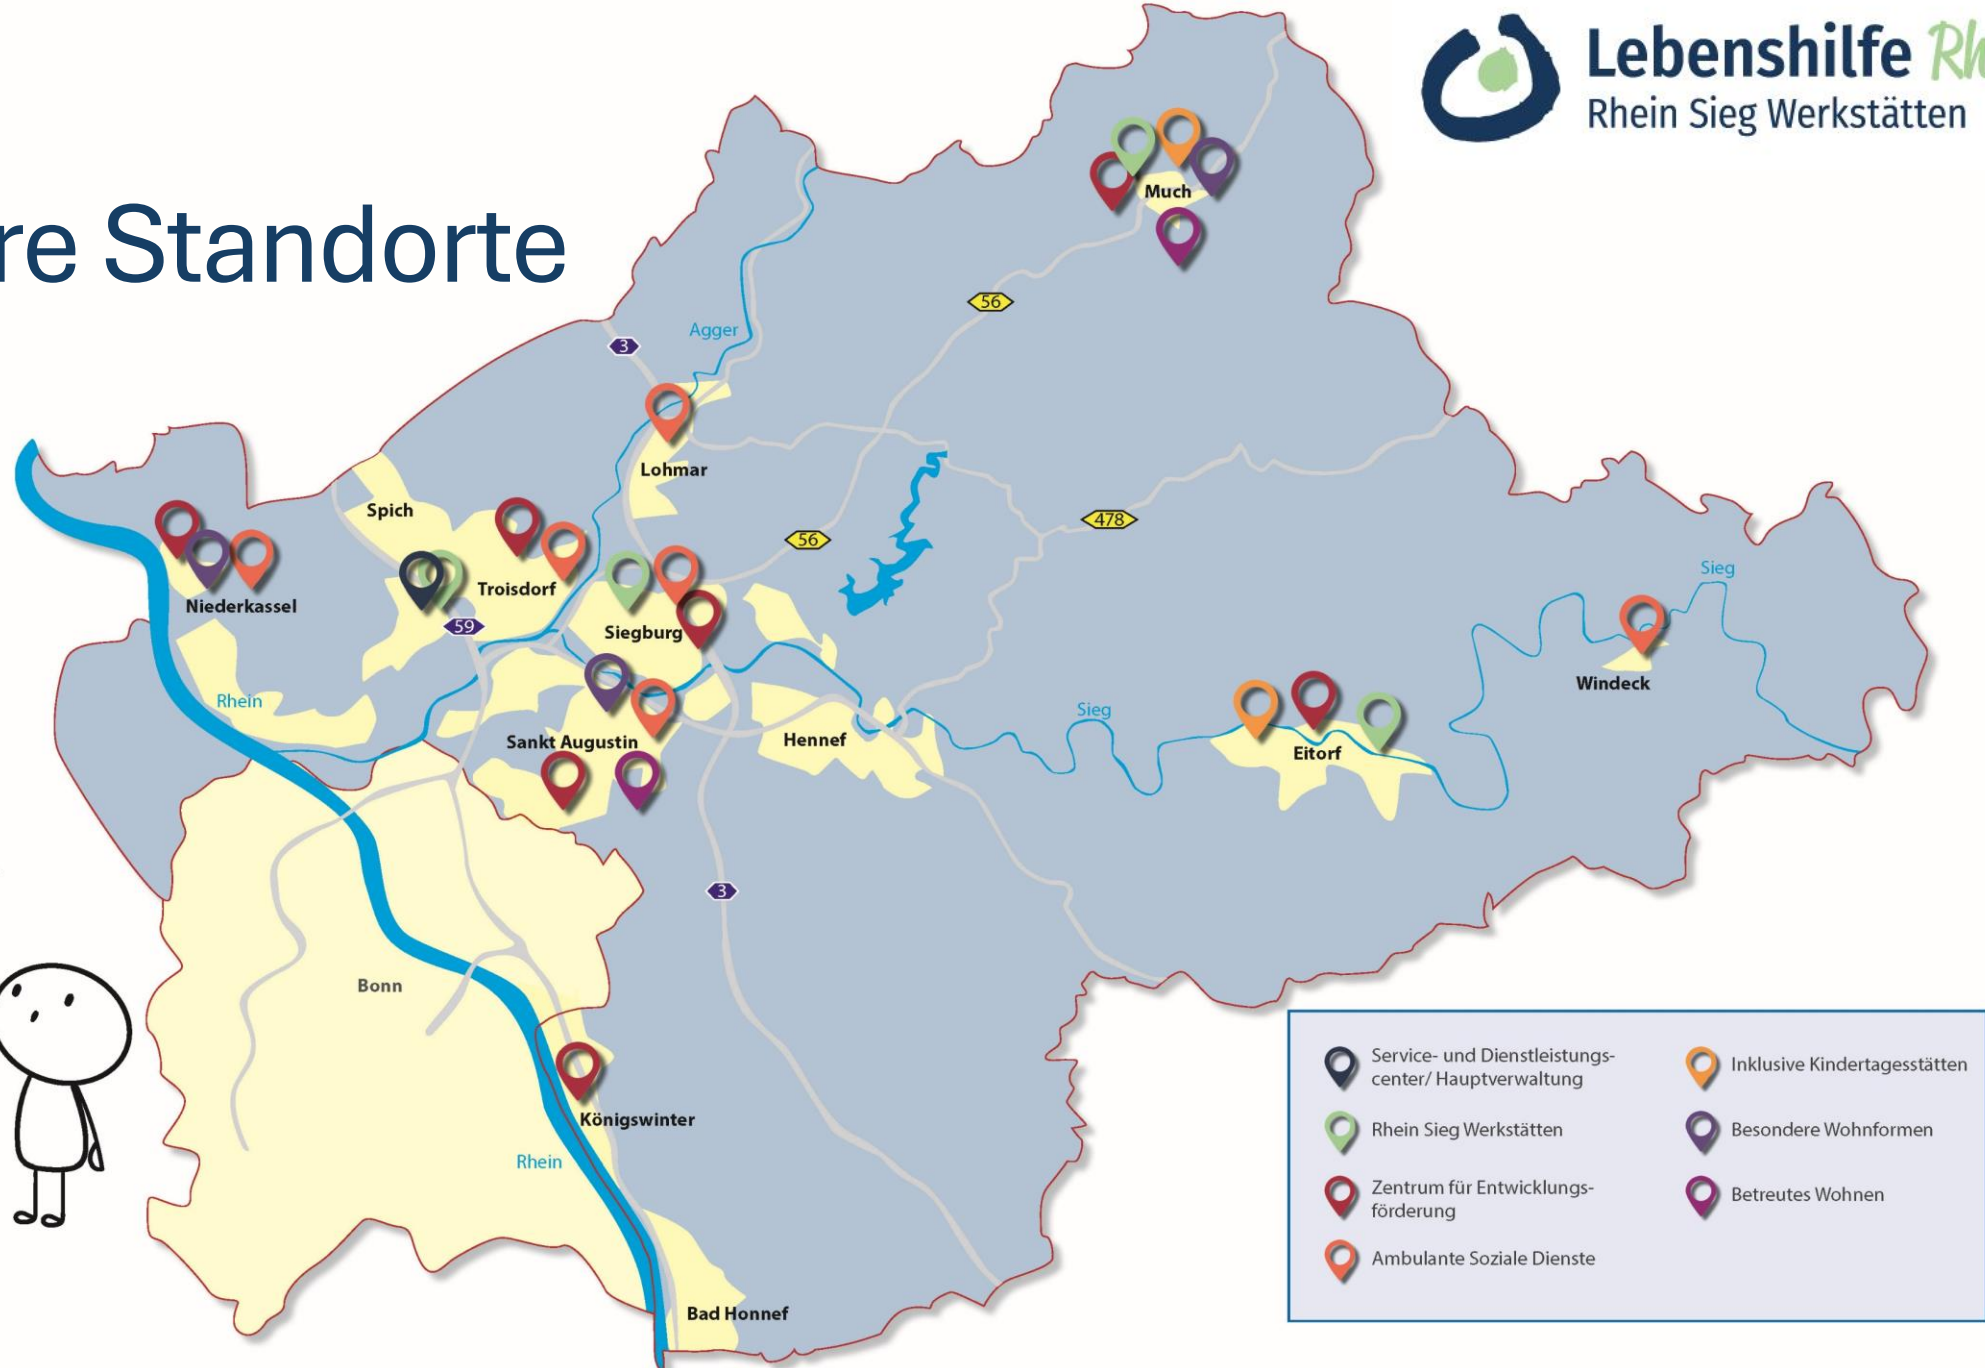 Lebenshilfe Rh
Rhein Sieg Werkstätten
re Standorte
Much
56
Agger
3
Lohmar
Spich
478
56
Sieg
Troisdorf
Niederkassel
59
Siegburg
Windeck
Rhein
Sieg
Sankt Augustin
Hennef
Eitorf
3
Bonn
Königswinter
Rhein
Bad Honnef
Service- und Dienstleistungs-
center/ Hauptverwaltung
Rhein Sieg Werkstätten
Zentrum für Entwicklungs-
förderung
Ambulante Soziale Dienste
Inklusive Kindertagesstätten
Besondere Wohnformen
Betreutes Wohnen